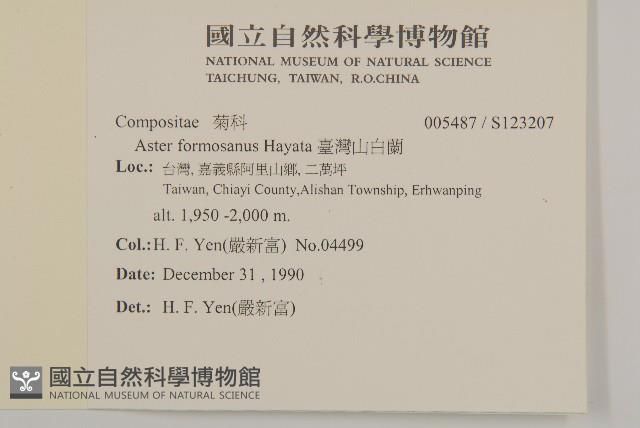 國立自然科學博物館
NATIONAL MUSEUM OF NATURAL SCIENCE
TAICHUNG, TAIWAN, R.O.CHINA
Compositae 菊科 005487 / S123207
Aster formosanus Hayata 臺灣山白蘭
Loc.: 台灣, 嘉義縣阿里山鄉, 二萬坪
Taiwan, Chiayi County,Alishan Township, Erhwanping
alt. 1,950 -2,000 m.
Col.: H. F. Yen(嚴新富) No.04499
Date: December 31 , 1990
Det.: H. F. Yen(嚴新富)
國立自然科學博物館
NATIONAL MUSEUM OF NATURAL SCIENCE